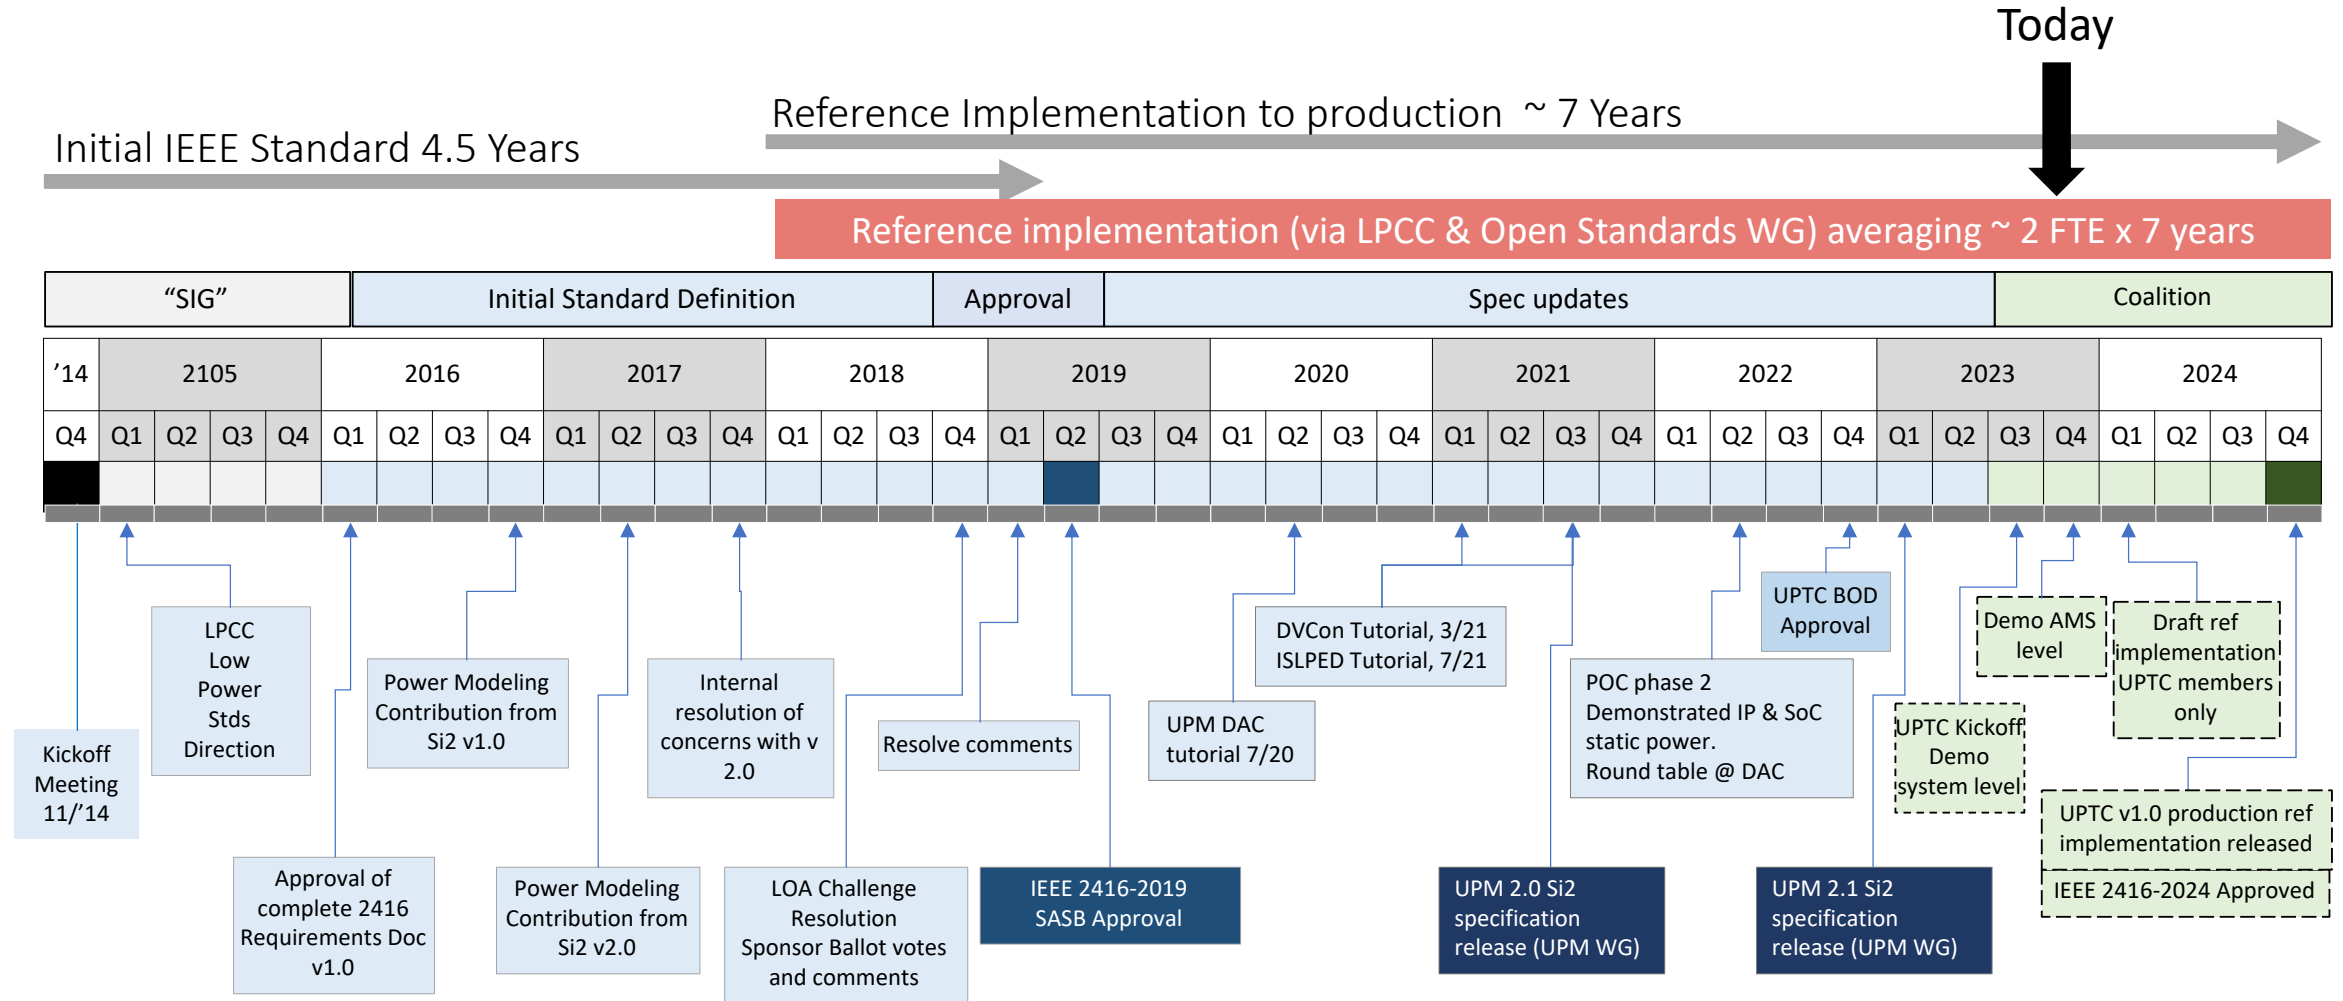 Today
Reference Implementation to production ~ 7 Years
Initial IEEE Standard 4.5 Years
Reference implementation (via LPCC & Open Standards WG) averaging ~ 2 FTE x 7 years
“SIG”
Initial Standard Definition
Approval
Spec updates
Coalition
’14
2105
2016
2017
2018
2019
2020
2021
2022
2023
2024
Q4 Q1 Q2 Q3 Q4 Q1 Q2 Q3 Q4 Q1 Q2 Q3 Q4 Q1 Q2 Q3 Q4 Q1 Q2 Q3 Q4 Q1 Q2 Q3 Q4 Q1 Q2 Q3 Q4 Q1 Q2 Q3 Q4 Q1 Q2 Q3 Q4 Q1 Q2 Q3 Q4
Kickoff
Meeting
11/’14
LPCC
Low
Power
Stds
Direction
Approval of
complete 2416
Requirements Doc
v1.0
Power Modeling
Contribution from
Si2 v1.0
Power Modeling
Contribution from
Si2 v2.0
Internal
resolution of
concerns with v
2.0
LOA Challenge
Resolution
Sponsor Ballot votes
and comments
Resolve comments
IEEE 2416-2019
SASB Approval
UPM DAC
tutorial 7/20
DVCon Tutorial, 3/21
ISLPED Tutorial, 7/21
UPM 2.0 Si2
specification
release (UPM WG)
POC phase 2
Demonstrated IP & SoC
static power.
Round table @ DAC
UPTC BOD
Approval
UPM 2.1 Si2
specification
release (UPM WG)
UPTC Kickoff
Demo
system level
Demo AMS
level
Draft ref
implementation
UPTC members
only
UPTC v1.0 production ref
implementation released
IEEE 2416-2024 Approved